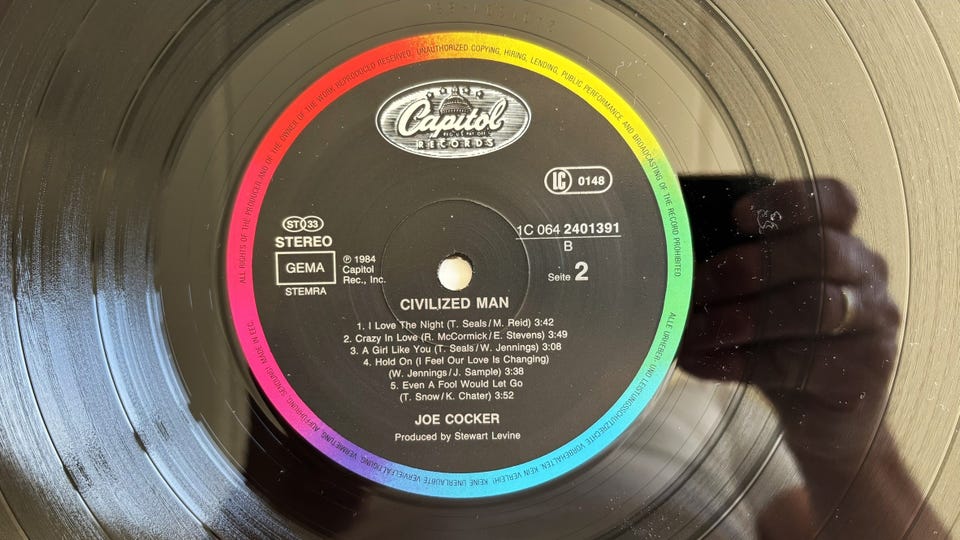 ALL RIGHTS OF THE PRODUCER AND OF THE OWNER OF THE WORK REPRODUCED RESERVED. UNAUTHORIZED COPYING, HIRING, LENDING, PUBLIC PERFORMANCE AND BROADCASTING OF THE RECORD PROHIBITED.
Capitol
RECORDS
LC 0148
ST 33
STEREO
GEMA
STEMRA
℗ 1984
Capitol
Rec., Inc.
1C 064 2401391
B
Seite 2
CIVILIZED MAN
1. I Love The Night (T. Seals/M. Reid) 3:42
2. Crazy In Love (R. McCormick/E. Stevens) 3:49
3. A Girl Like You (T. Seals/W. Jennings) 3:08
4. Hold On (I Feel Our Love Is Changing)
(W. Jennings/J. Sample) 3:38
5. Even A Fool Would Let Go
(T. Snow/K. Chater) 3:52
JOE COCKER
Produced by Stewart Levine
ALLE URHEBER- UND LEISTUNGSSCHUTZRECHTE VORBEHALTEN. KEIN VERLEIH! KEINE UNERLAUBTE VERVIELFÄLTIGUNG, VERMIETUNG, AUFFÜHRUNG, SENDUNG! MADE IN EEC